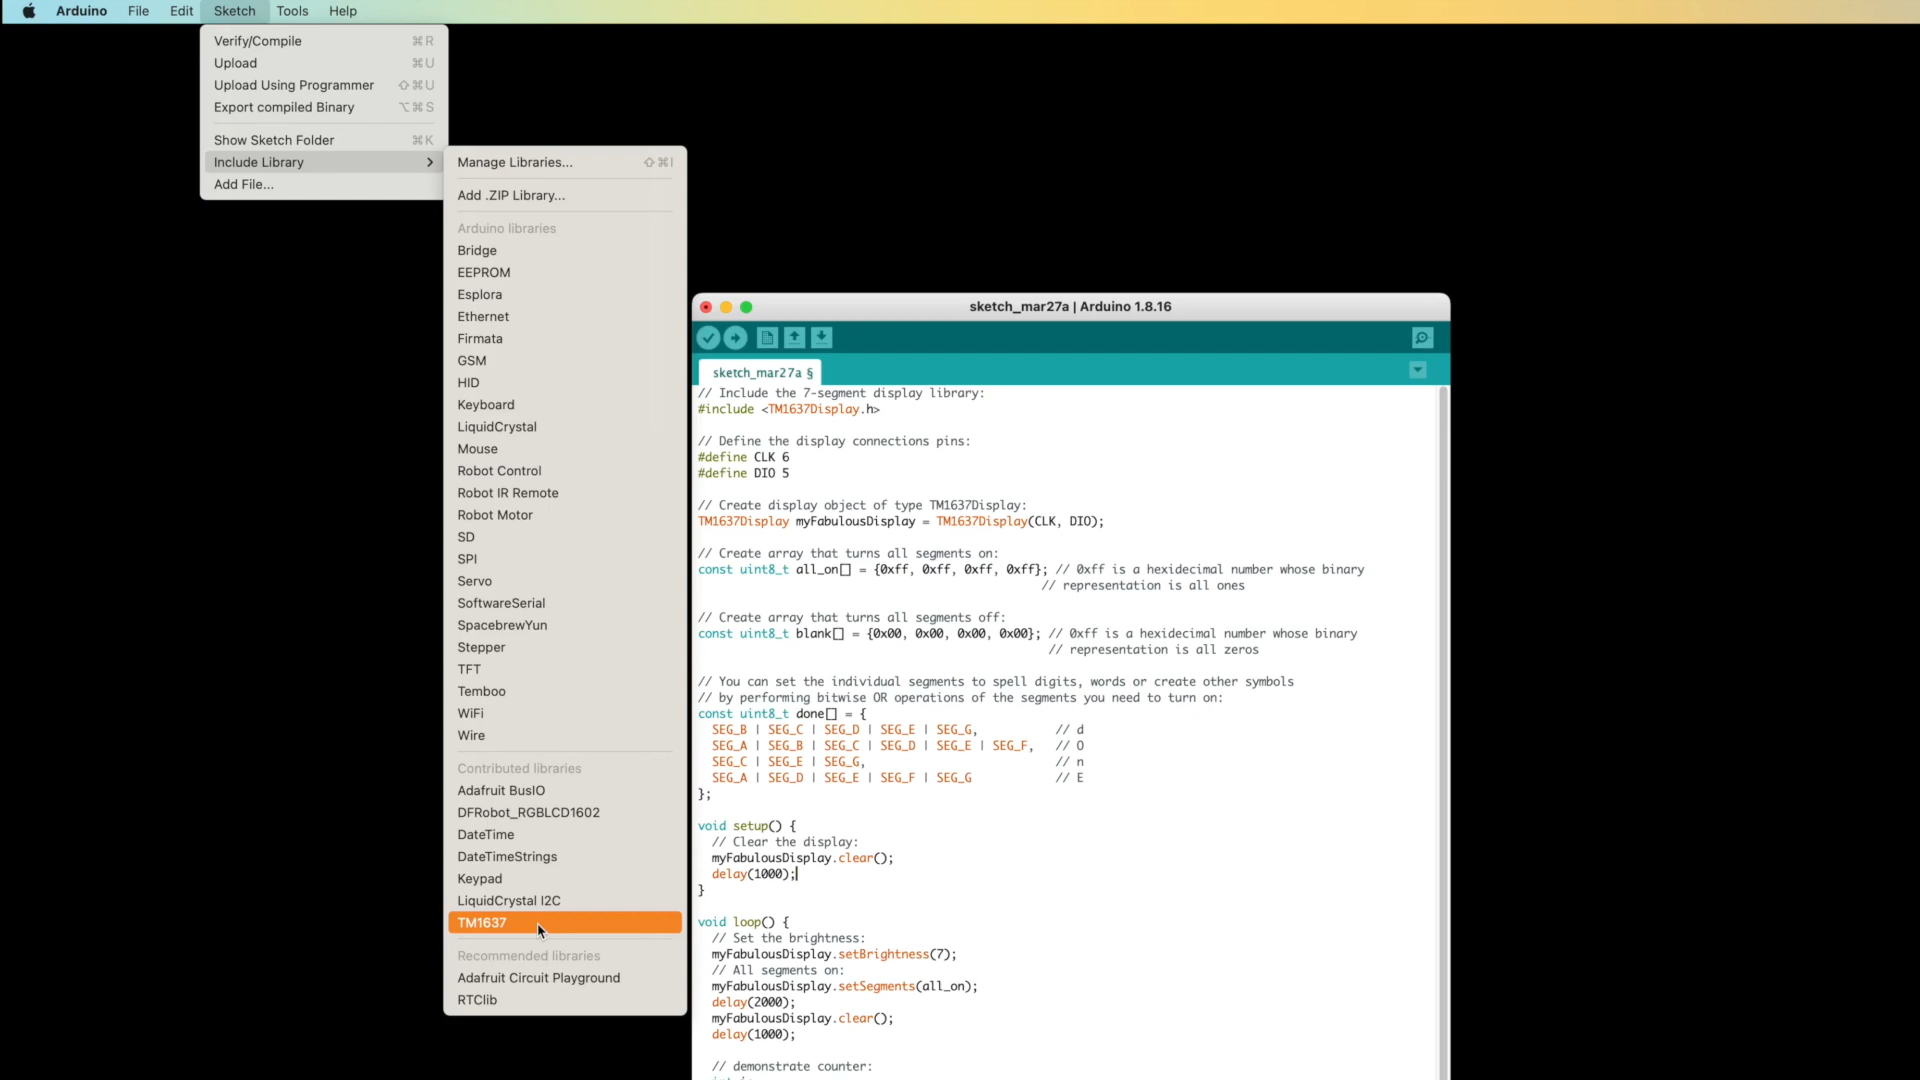 Arduino File Edit Sketch Tools Help
Verify/Compile ⌘R
Upload ⌘U
Upload Using Programmer ⇧⌘U
Export compiled Binary ⌥⌘S
Show Sketch Folder ⌘K
Include Library
Add File...
Manage Libraries... ⇧⌘I
Add .ZIP Library...
Arduino libraries
Bridge
EEPROM
Esplora
Ethernet
Firmata
GSM
HID
Keyboard
LiquidCrystal
Mouse
Robot Control
Robot IR Remote
Robot Motor
SD
SPI
Servo
SoftwareSerial
SpacebrewYun
Stepper
TFT
Temboo
WiFi
Wire
Contributed libraries
Adafruit BusIO
DFRobot_RGBLCD1602
DateTime
DateTimeStrings
Keypad
LiquidCrystal I2C
TM1637
Recommended libraries
Adafruit Circuit Playground
RTClib
sketch_mar27a | Arduino 1.8.16
sketch_mar27a §
// Include the 7-segment display library:
#include <TM1637Display.h>
// Define the display connections pins:
#define CLK 6
#define DIO 5
// Create display object of type TM1637Display:
TM1637Display myFabulousDisplay = TM1637Display(CLK, DIO);
// Create array that turns all segments on:
const uint8_t all_on[] = {0xff, 0xff, 0xff, 0xff}; // 0xff is a hexidecimal number whose binary
// representation is all ones
// Create array that turns all segments off:
const uint8_t blank[] = {0x00, 0x00, 0x00, 0x00}; // 0xff is a hexidecimal number whose binary
// representation is all zeros
// You can set the individual segments to spell digits, words or create other symbols
// by performing bitwise OR operations of the segments you need to turn on:
const uint8_t done[] = {
SEG_B | SEG_C | SEG_D | SEG_E | SEG_G, // d
SEG_A | SEG_B | SEG_C | SEG_D | SEG_E | SEG_F, // O
SEG_C | SEG_E | SEG_G, // n
SEG_A | SEG_D | SEG_E | SEG_F | SEG_G // E
};
void setup() {
// Clear the display:
myFabulousDisplay.clear();
delay(1000);
}
void loop() {
// Set the brightness:
myFabulousDisplay.setBrightness(7);
// All segments on:
myFabulousDisplay.setSegments(all_on);
delay(2000);
myFabulousDisplay.clear();
delay(1000);
// demonstrate counter: